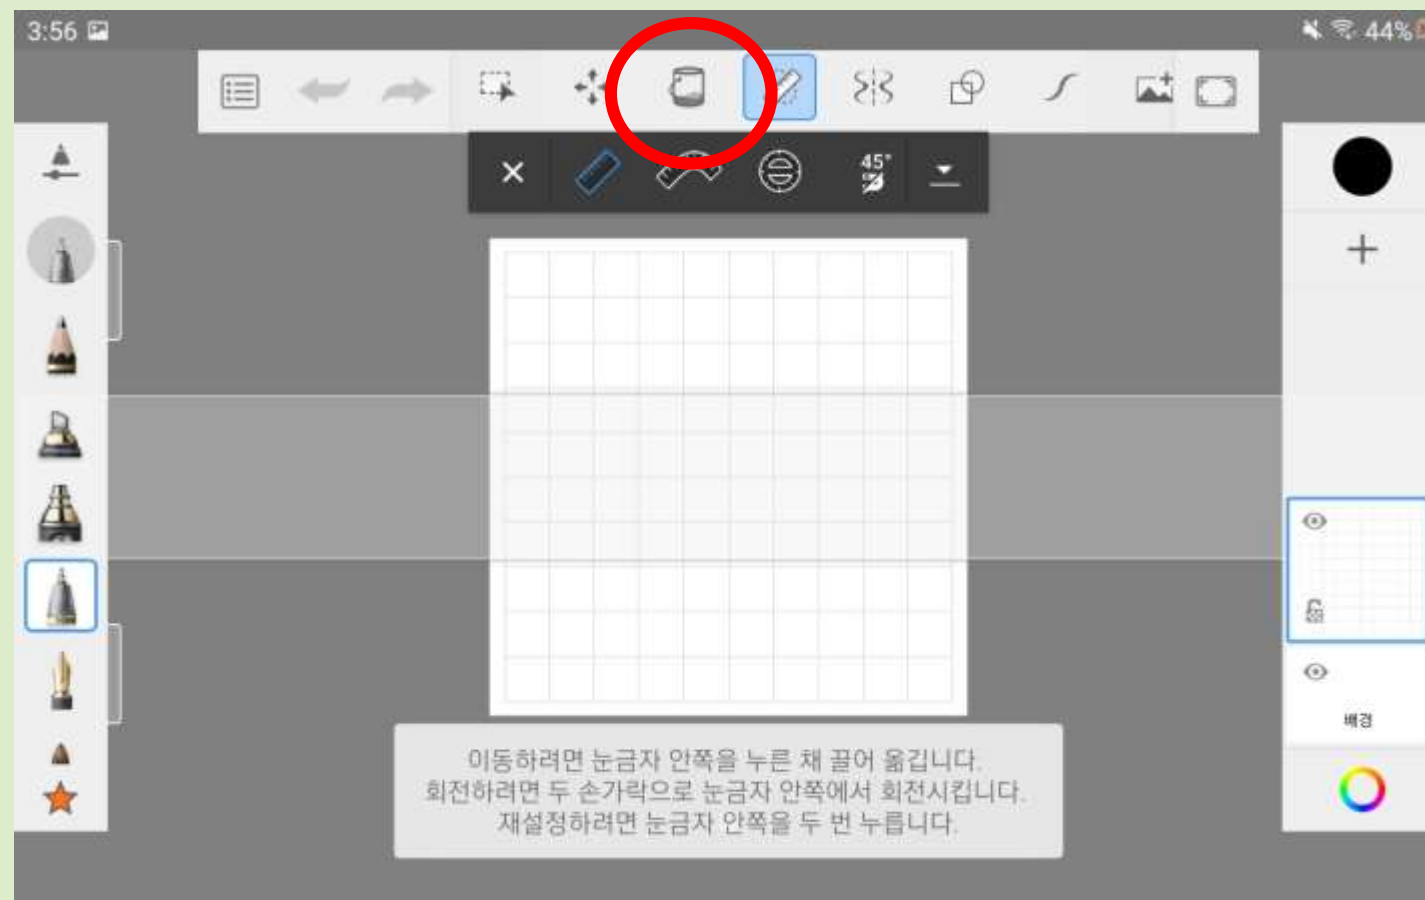 3:56
44%
45°
배경
이동하려면 눈금자 안쪽을 누른 채 끌어 옮깁니다.
회전하려면 두 손가락으로 눈금자 안쪽에서 회전시킵니다.
재설정하려면 눈금자 안쪽을 두 번 누릅니다.